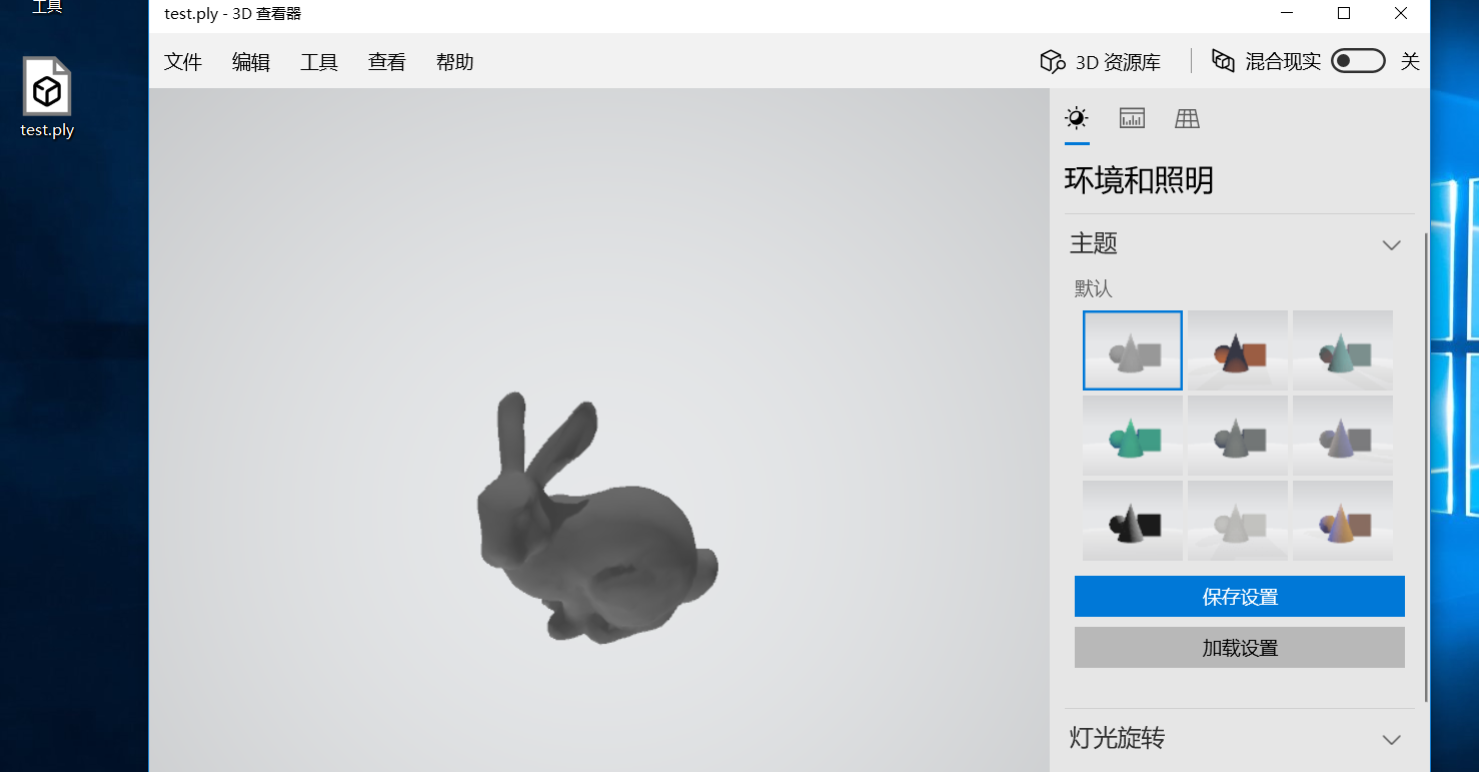 工具
test.ply
test.ply - 3D 查看器
文件 编辑 工具 查看 帮助
3D 资源库 混合现实 关
环境和照明
主题
默认
保存设置
加载设置
灯光旋转